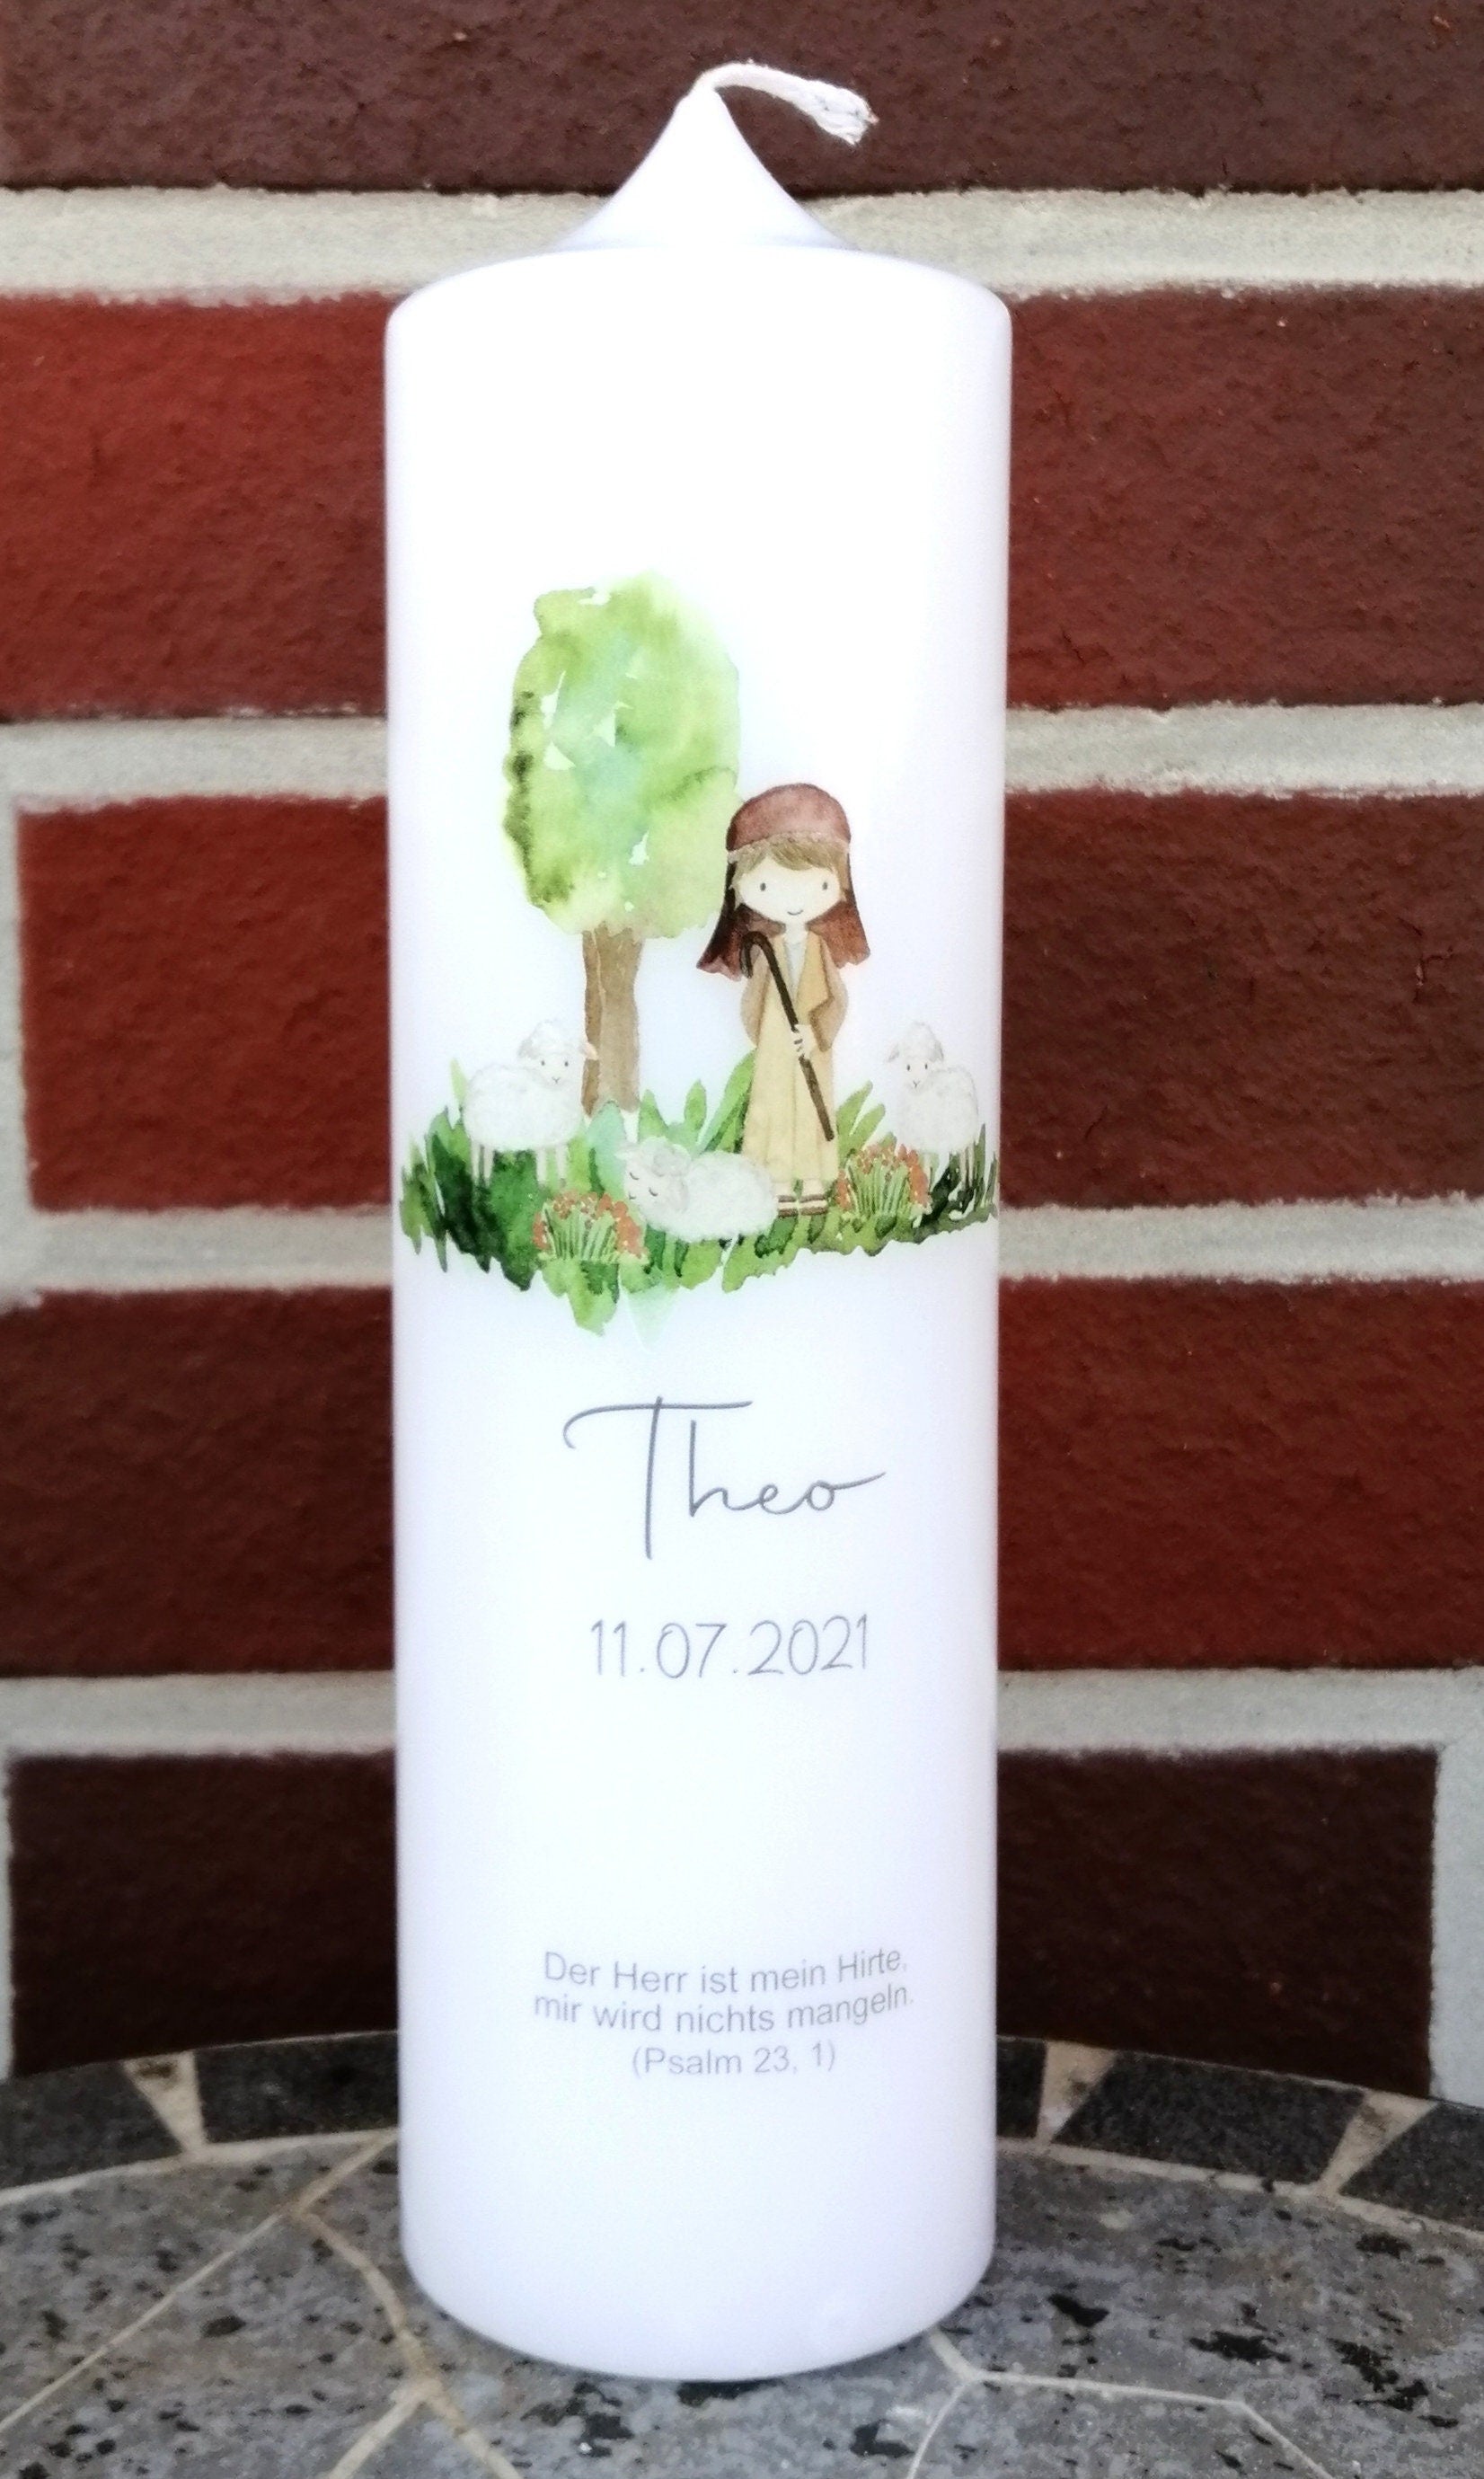 Theo
11.07.2021
Der Herr ist mein Hirte,
mir wird nichts mangeln.
(Psalm 23, 1)